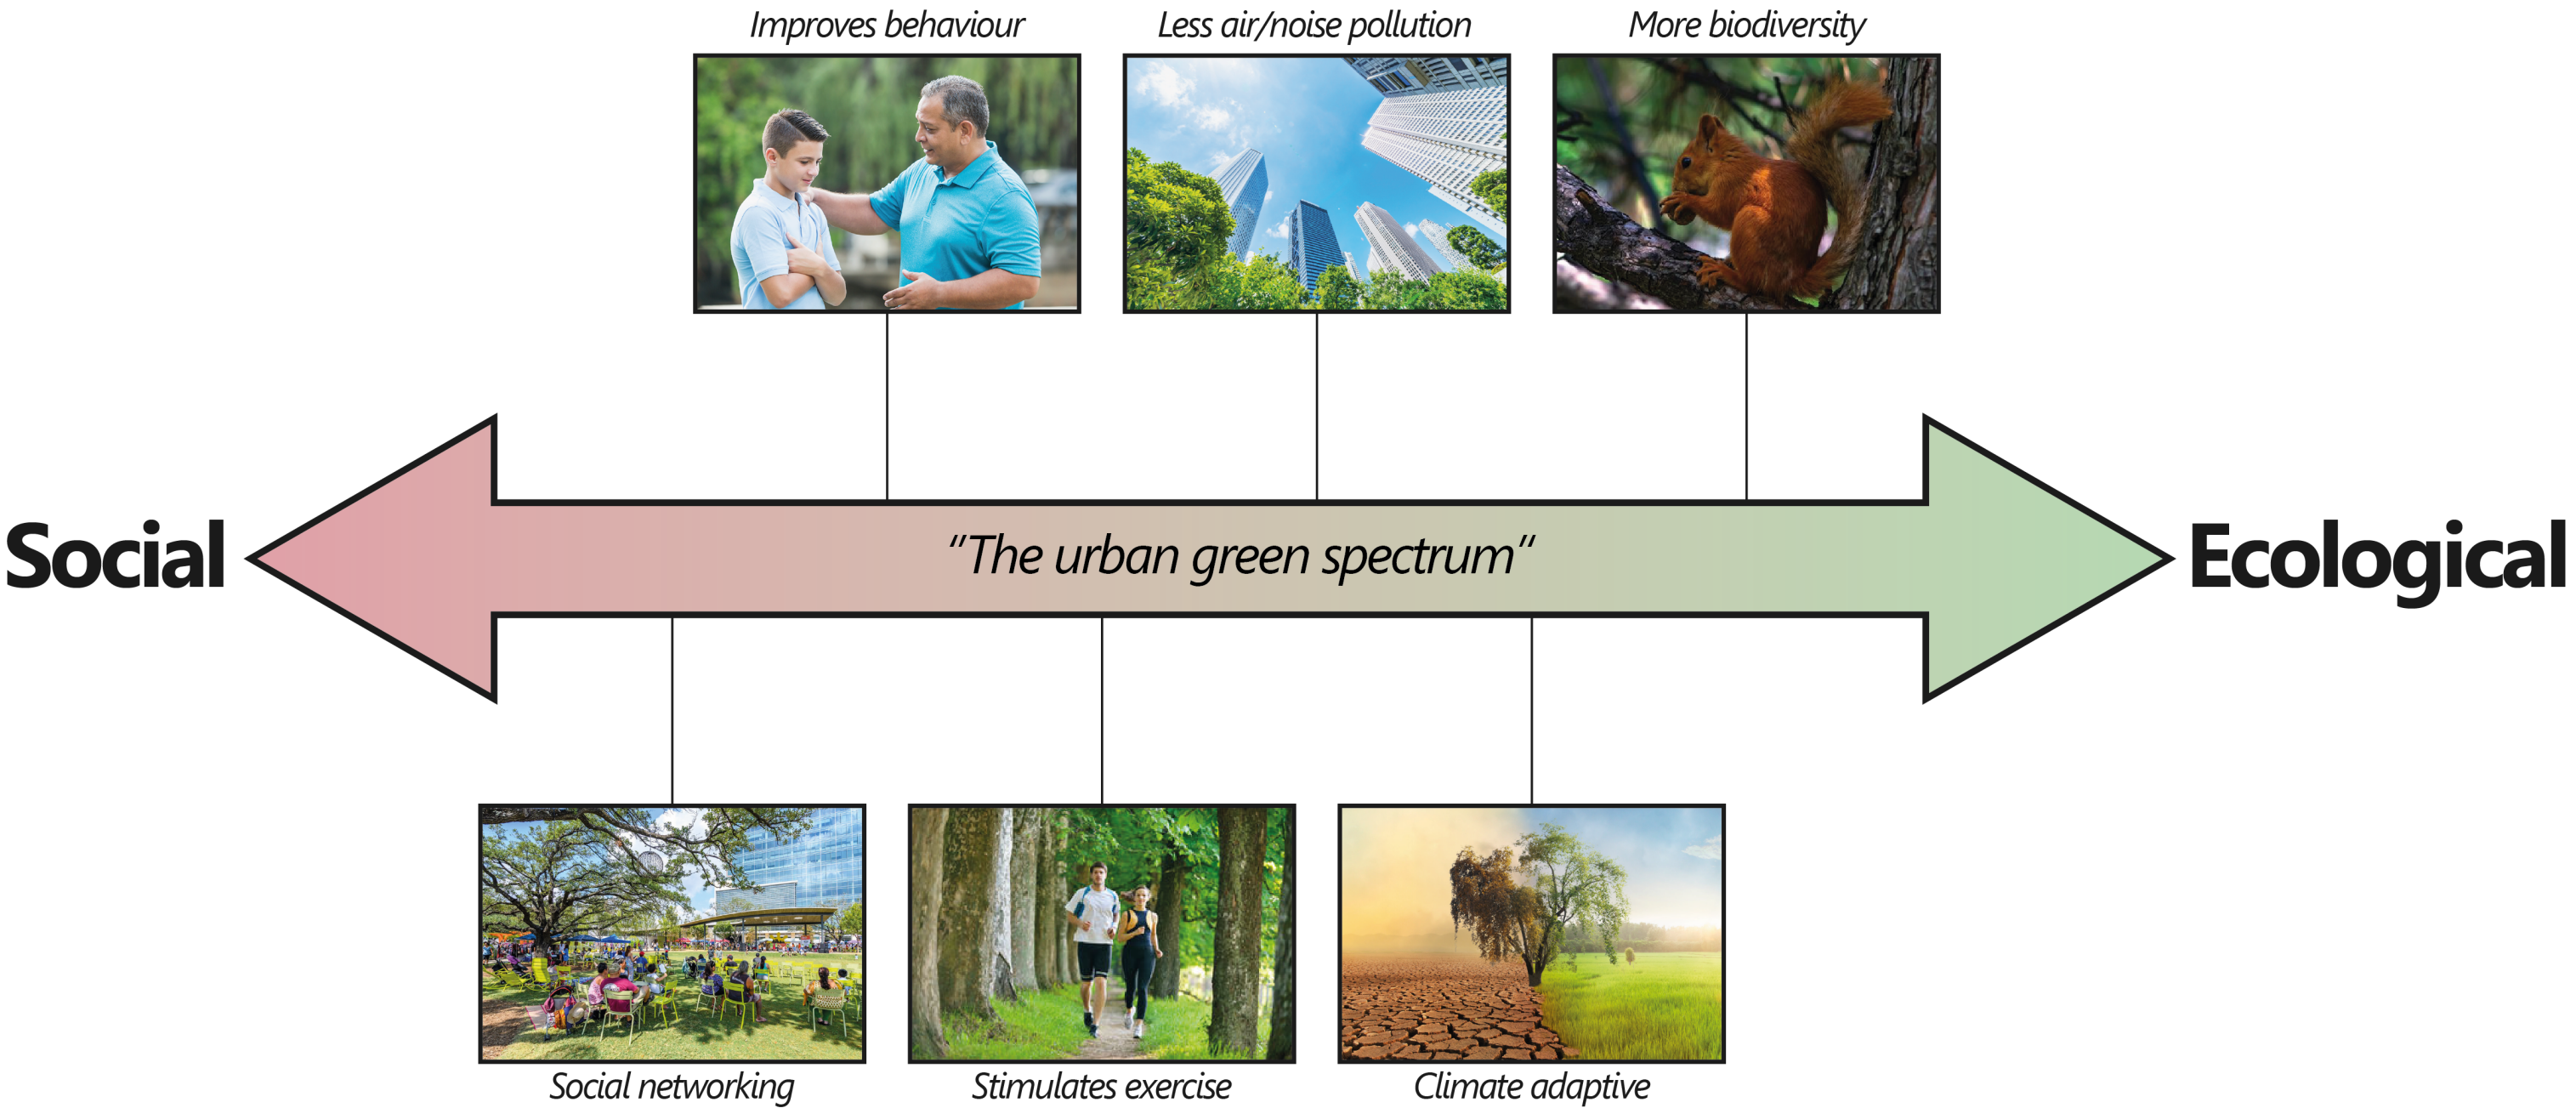 Improves behaviour
Less air/noise pollution
More biodiversity
Social
"The urban green spectrum"
Ecological
Social networking
Stimulates exercise
Climate adaptive